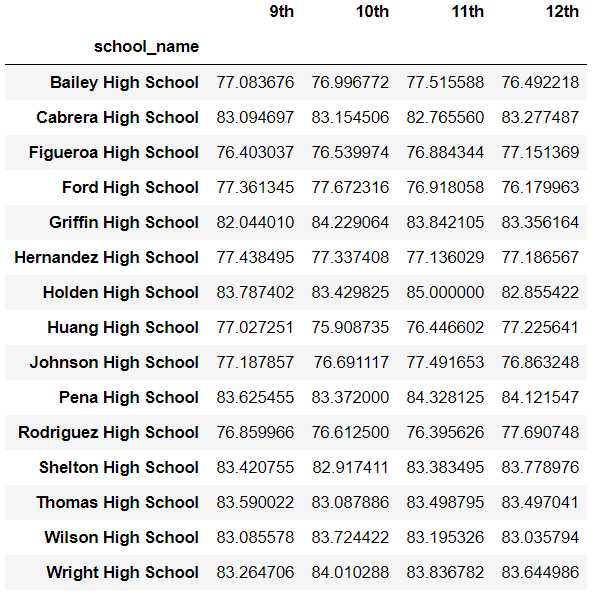 9th 10th 11th 12th
school_name
Bailey High School 77.083676 76.996772 77.515588 76.492218
Cabrera High School 83.094697 83.154506 82.765560 83.277487
Figueroa High School 76.403037 76.539974 76.884344 77.151369
Ford High School 77.361345 77.672316 76.918058 76.179963
Griffin High School 82.044010 84.229064 83.842105 83.356164
Hernandez High School 77.438495 77.337408 77.136029 77.186567
Holden High School 83.787402 83.429825 85.000000 82.855422
Huang High School 77.027251 75.908735 76.446602 77.225641
Johnson High School 77.187857 76.691117 77.491653 76.863248
Pena High School 83.625455 83.372000 84.328125 84.121547
Rodriguez High School 76.859966 76.612500 76.395626 77.690748
Shelton High School 83.420755 82.917411 83.383495 83.778976
Thomas High School 83.590022 83.087886 83.498795 83.497041
Wilson High School 83.085578 83.724422 83.195326 83.035794
Wright High School 83.264706 84.010288 83.836782 83.644986